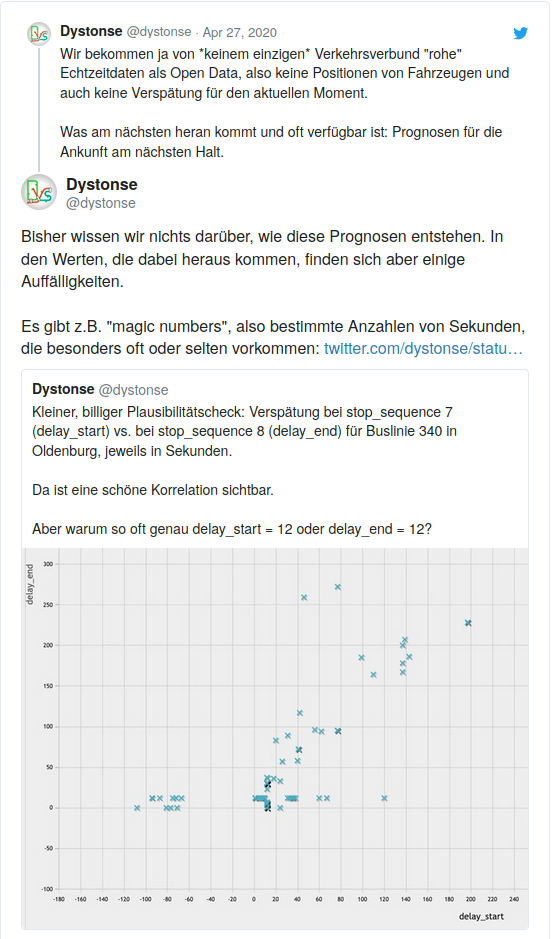 Dystonse @dystonse · Apr 27, 2020
Wir bekommen ja von *keinem einzigen* Verkehrsverbund "rohe"
Echtzeitdaten als Open Data, also keine Positionen von Fahrzeugen und
auch keine Verspätung für den aktuellen Moment.
Was am nächsten heran kommt und oft verfügbar ist: Prognosen für die
Ankunft am nächsten Halt.
Dystonse
@dystonse
Bisher wissen wir nichts darüber, wie diese Prognosen entstehen. In
den Werten, die dabei heraus kommen, finden sich aber einige
Auffälligkeiten.
Es gibt z.B. "magic numbers", also bestimmte Anzahlen von Sekunden,
die besonders oft oder selten vorkommen: twitter.com/dystonse/statu…
Dystonse @dystonse
Kleiner, billiger Plausibilitätscheck: Verspätung bei stop_sequence 7
(delay_start) vs. bei stop_sequence 8 (delay_end) für Buslinie 340 in
Oldenburg, jeweils in Sekunden.
Da ist eine schöne Korrelation sichtbar.
Aber warum so oft genau delay_start = 12 oder delay_end = 12?
delay_end
300
250
200
150
100
50
0
-50
-100
-180 -160 -140 -120 -100 -80 -60 -40 -20 0 20 40 60 80 100 120 140 160 180 200 220 240
delay_start